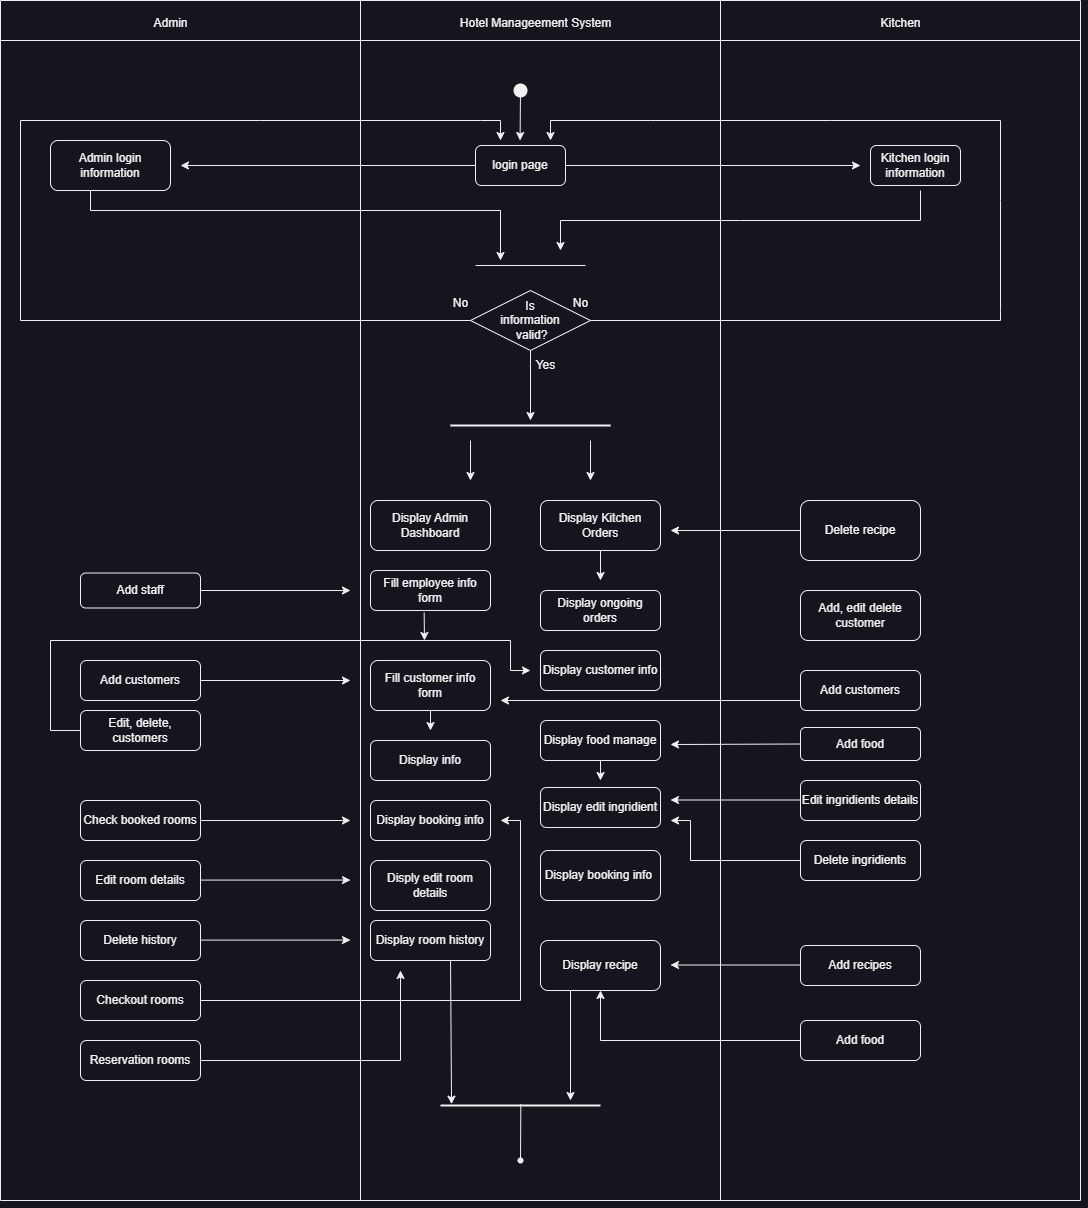 Admin
Hotel Manageement System
Kitchen
Admin login
information
login page
Kitchen login
information
No
Is
information
valid?
No
Yes
Display Admin
Dashboard
Display Kitchen
Orders
Delete recipe
Add staff
Fill employee info
form
Display ongoing
orders
Add, edit delete
customer
Add customers
Fill customer info
form
Display customer info
Add customers
Edit, delete,
customers
Display info
Display food manage
Add food
Check booked rooms
Display booking info
Display edit ingridient
Edit ingridients details
Edit room details
Disply edit room
details
Display booking info
Delete ingridients
Delete history
Display room history
Display recipe
Add recipes
Checkout rooms
Add food
Reservation rooms